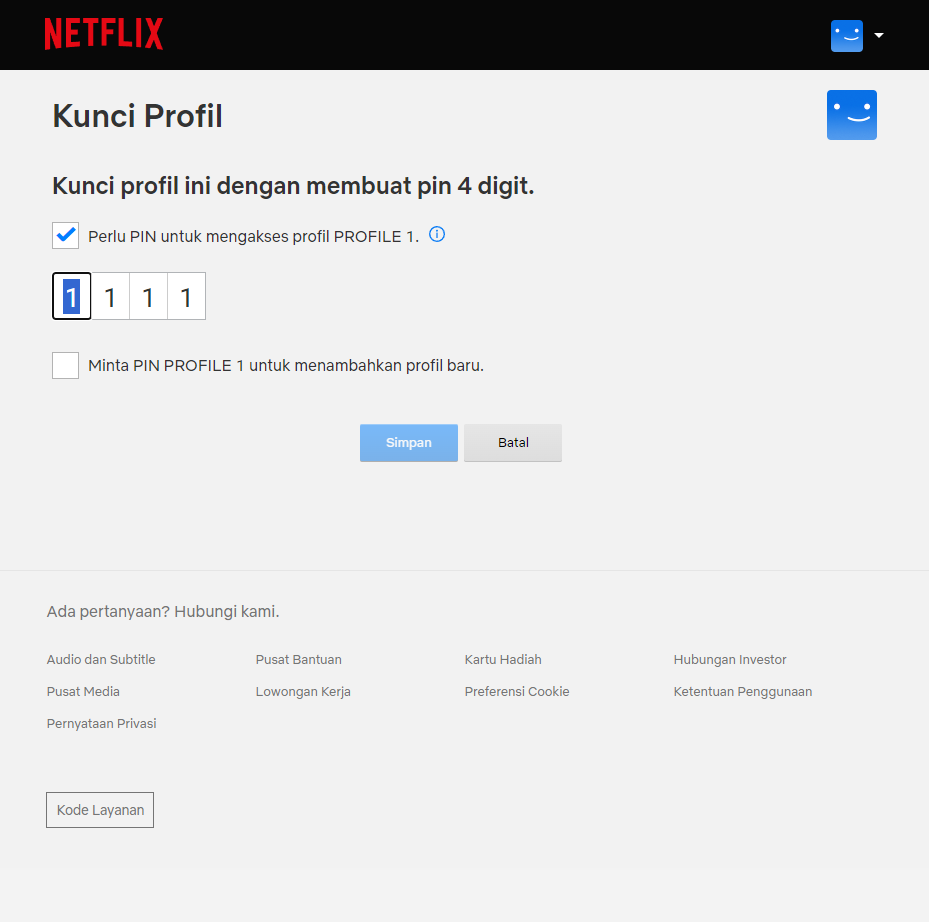 NETFLIX
Kunci Profil
Kunci profil ini dengan membuat pin 4 digit.
Perlu PIN untuk mengakses profil PROFILE 1.
1 1 1 1
Minta PIN PROFILE 1 untuk menambahkan profil baru.
Simpan Batal
Ada pertanyaan? Hubungi kami.
Audio dan Subtitle Pusat Bantuan Kartu Hadiah Hubungan Investor
Pusat Media Lowongan Kerja Preferensi Cookie Ketentuan Penggunaan
Pernyataan Privasi
Kode Layanan